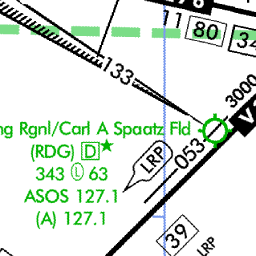 11
80
34
133
3000
V
ng Rgnl/Carl A Spaatz Fld
(RDG) D★
343 Ⓛ 63
ASOS 127.1
(A) 127.1
LRP
053
39
LRP